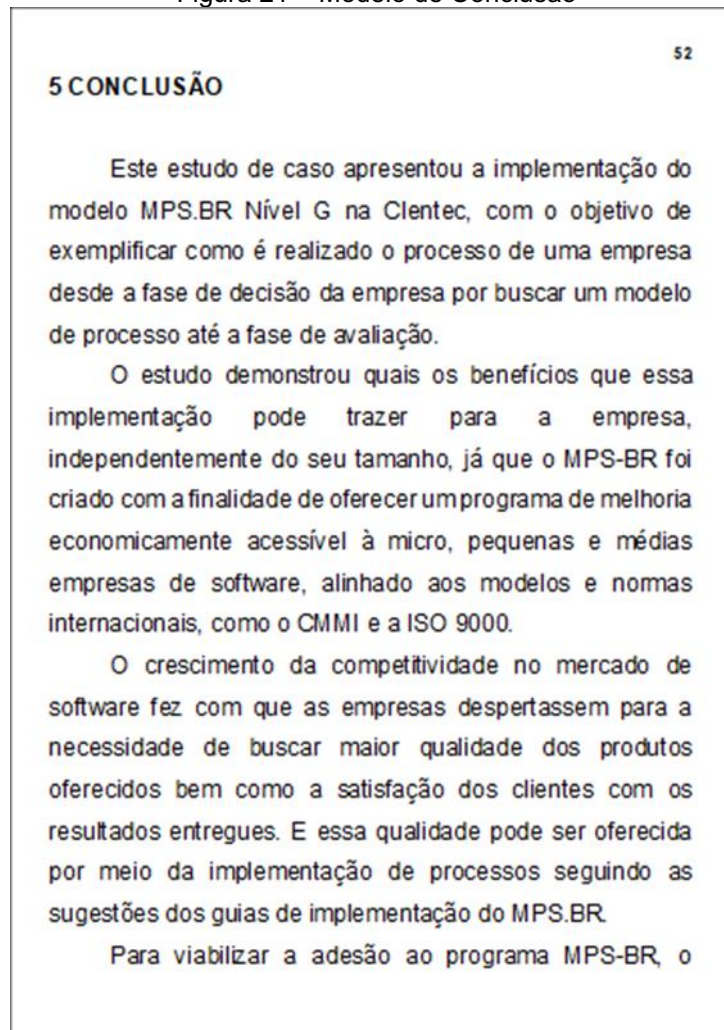 Figura 21 – Modelo de Conclusão
52
5 CONCLUSÃO
Este estudo de caso apresentou a implementação do
modelo MPS.BR Nível G na Clentec, com o objetivo de
exemplificar como é realizado o processo de uma empresa
desde a fase de decisão da empresa por buscar um modelo
de processo até a fase de avaliação.
O estudo demonstrou quais os benefícios que essa
implementação pode trazer para a empresa,
independentemente do seu tamanho, já que o MPS-BR foi
criado com a finalidade de oferecer um programa de melhoria
economicamente acessível à micro, pequenas e médias
empresas de software, alinhado aos modelos e normas
internacionais, como o CMMI e a ISO 9000.
O crescimento da competitividade no mercado de
software fez com que as empresas despertassem para a
necessidade de buscar maior qualidade dos produtos
oferecidos bem como a satisfação dos clientes com os
resultados entregues. E essa qualidade pode ser oferecida
por meio da implementação de processos seguindo as
sugestões dos guias de implementação do MPS.BR.
Para viabilizar a adesão ao programa MPS-BR, o